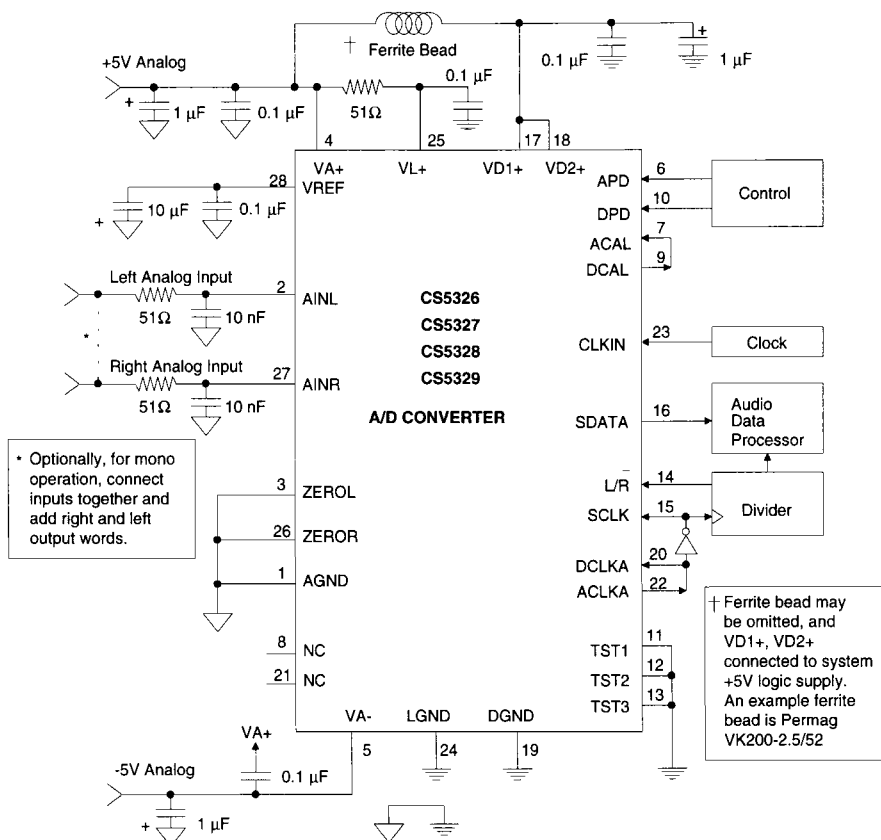 † Ferrite Bead
+5V Analog
+ 1 µF
0.1 µF
51Ω
0.1 µF
0.1 µF
+
1 µF
4
25
17
18
VA+
VL+
VD1+
VD2+
28
VREF
+ 10 µF
0.1 µF
APD
6
DPD
10
ACAL
7
DCAL
9
Control
Left Analog Input
2
AINL
51Ω
10 nF
*
Right Analog Input
27
AINR
51Ω
10 nF
CS5326
CS5327
CS5328
CS5329
A/D CONVERTER
CLKIN
23
Clock
SDATA
16
Audio
Data
Processor
* Optionally, for mono
operation, connect
inputs together and
add right and left
output words.
3
ZEROL
26
ZEROR
1
AGND
L/R̅
14
SCLK
15
Divider
DCLKA
20
ACLKA
22
8
NC
21
NC
TST1
11
TST2
12
TST3
13
† Ferrite bead may
be omitted, and
VD1+, VD2+
connected to system
+5V logic supply.
An example ferrite
bead is Permag
VK200-2.5/52
VA-
LGND
DGND
5
24
19
VA+
0.1 µF
-5V Analog
+ 1 µF